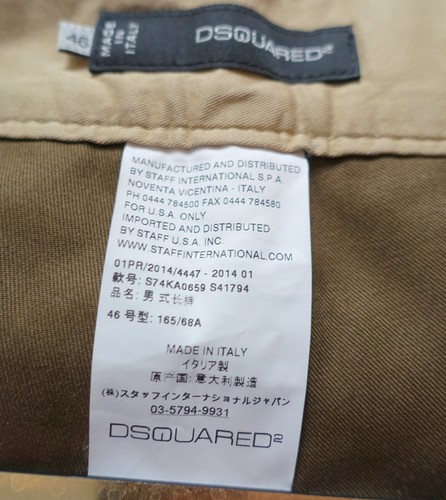 46
MADE IN ITALY
DSQUARED2
MANUFACTURED AND DISTRIBUTED
BY STAFF INTERNATIONAL S.P.A
NOVENTA VICENTINA - ITALY
PH 0444 784500 FAX 0444 784580
FOR U.S.A. ONLY
IMPORTED AND DISTRIBUTED
BY STAFF U.S.A. INC.
WWW.STAFFINTERNATIONAL.COM
01PR/2014/4447 - 2014 01
款号: S74KA0659 S41794
品名: 男 式长裤
46 号型: 165/68A
MADE IN ITALY
イタリア製
原产国: 意大利製造
(株)スタッフインターナショナルジャパン
03-5794-9931
DSQUARED2